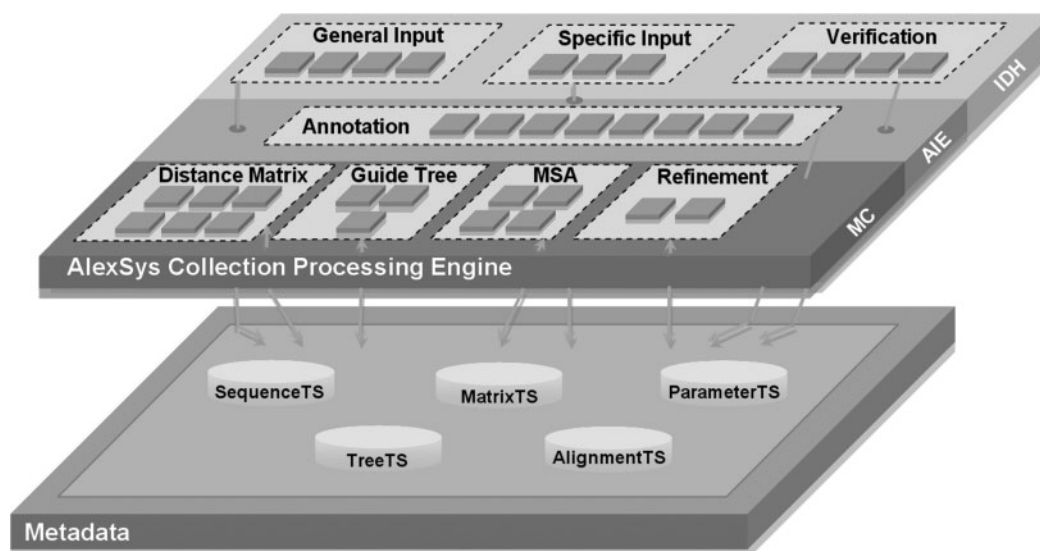 General Input
Specific Input
Verification
IDH
Annotation
AIE
Distance Matrix
Guide Tree
MSA
Refinement
MC
AlexSys Collection Processing Engine
SequenceTS
MatrixTS
ParameterTS
TreeTS
AlignmentTS
Metadata